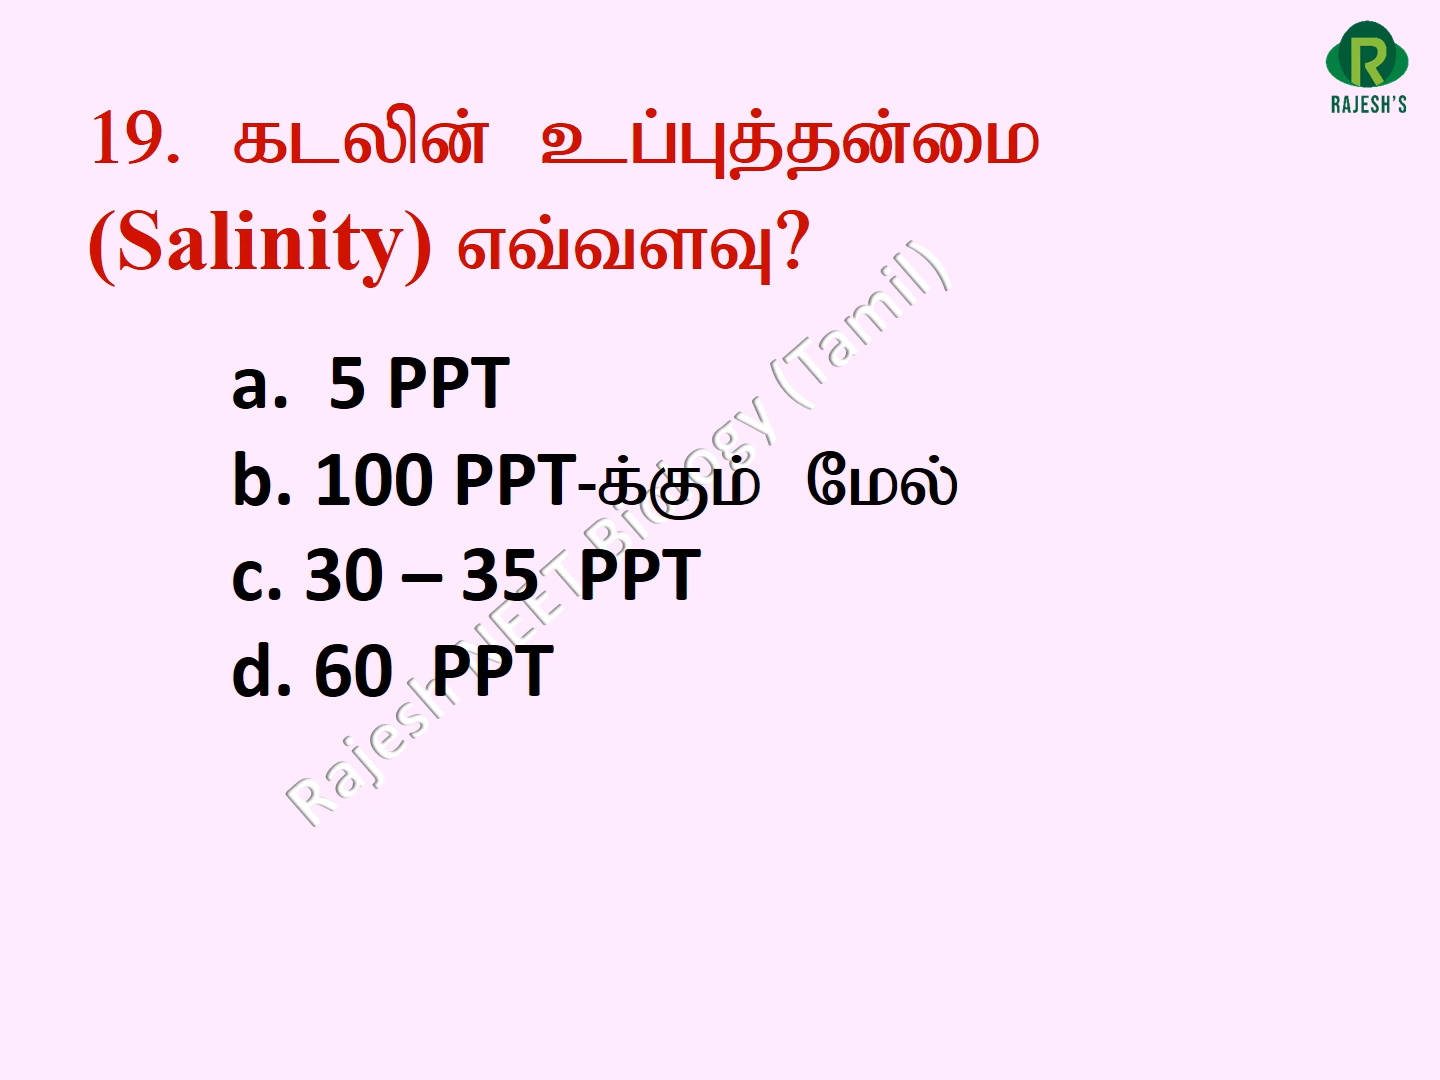 RAJESH'S
19. கடலின் உப்புத்தன்மை
(Salinity) எவ்வளவு?
a. 5 PPT
b. 100 PPT-க்கும் மேல்
c. 30 – 35 PPT
d. 60 PPT
Rajesh NEET Biology (Tamil)